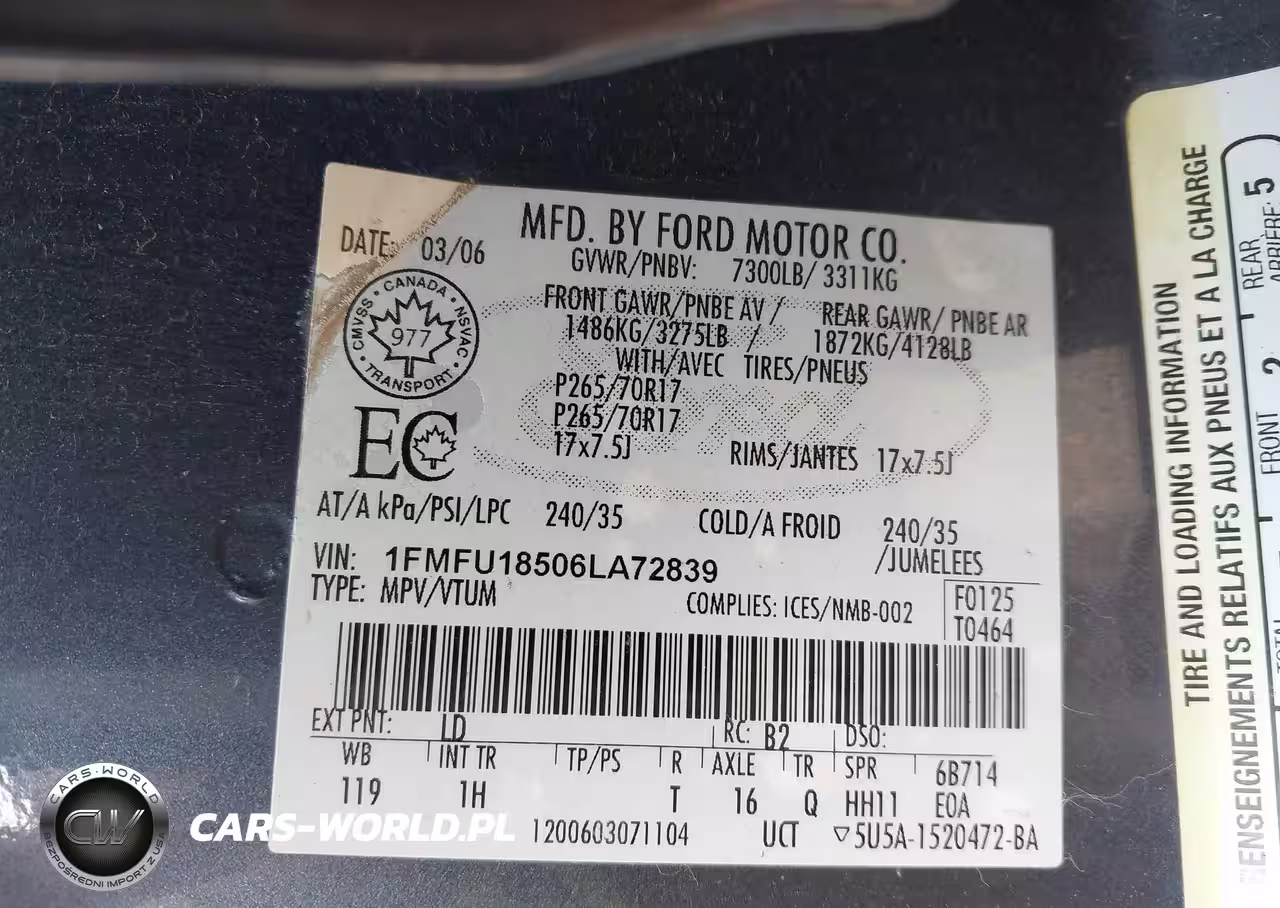 MFD. BY FORD MOTOR CO.
DATE: 03/06
GVWR/PNBV: 7300LB/ 3311KG
FRONT GAWR/PNBE AV / REAR GAWR/ PNBE AR
1486KG/3275LB / 1872KG/4128LB
WITH/AVEC TIRES/PNEUS
P265/70R17
P265/70R17
17x7.5J RIMS/JANTES 17x7.5J
CMVSS · CANADA · NSVAC · TRANSPORT ·
977
EC
AT/A kPa/PSI/LPC 240/35 COLD/A FROID 240/35
/JUMELEES
VIN: 1FMFU18506LA72839
TYPE: MPV/VTUM
COMPLIES: ICES/NMB-002
F0125
T0464
EXT PNT: LD RC: B2 DSO:
WB INT TR TP/PS R AXLE TR SPR 6B714
119 1H T 16 Q HH11 EOA
1200603071104 UCT ▽5U5A-1520472-BA
TIRE AND LOADING INFORMATION
RENSEIGNEMENTS RELATIFS AUX PNEUS ET A LA CHARGE
FRONT 2
REAR
ARRIÈRE 5
CARS-WORLD
CW
BEZPOŚREDNI IMPORT Z USA
CARS-WORLD.PL